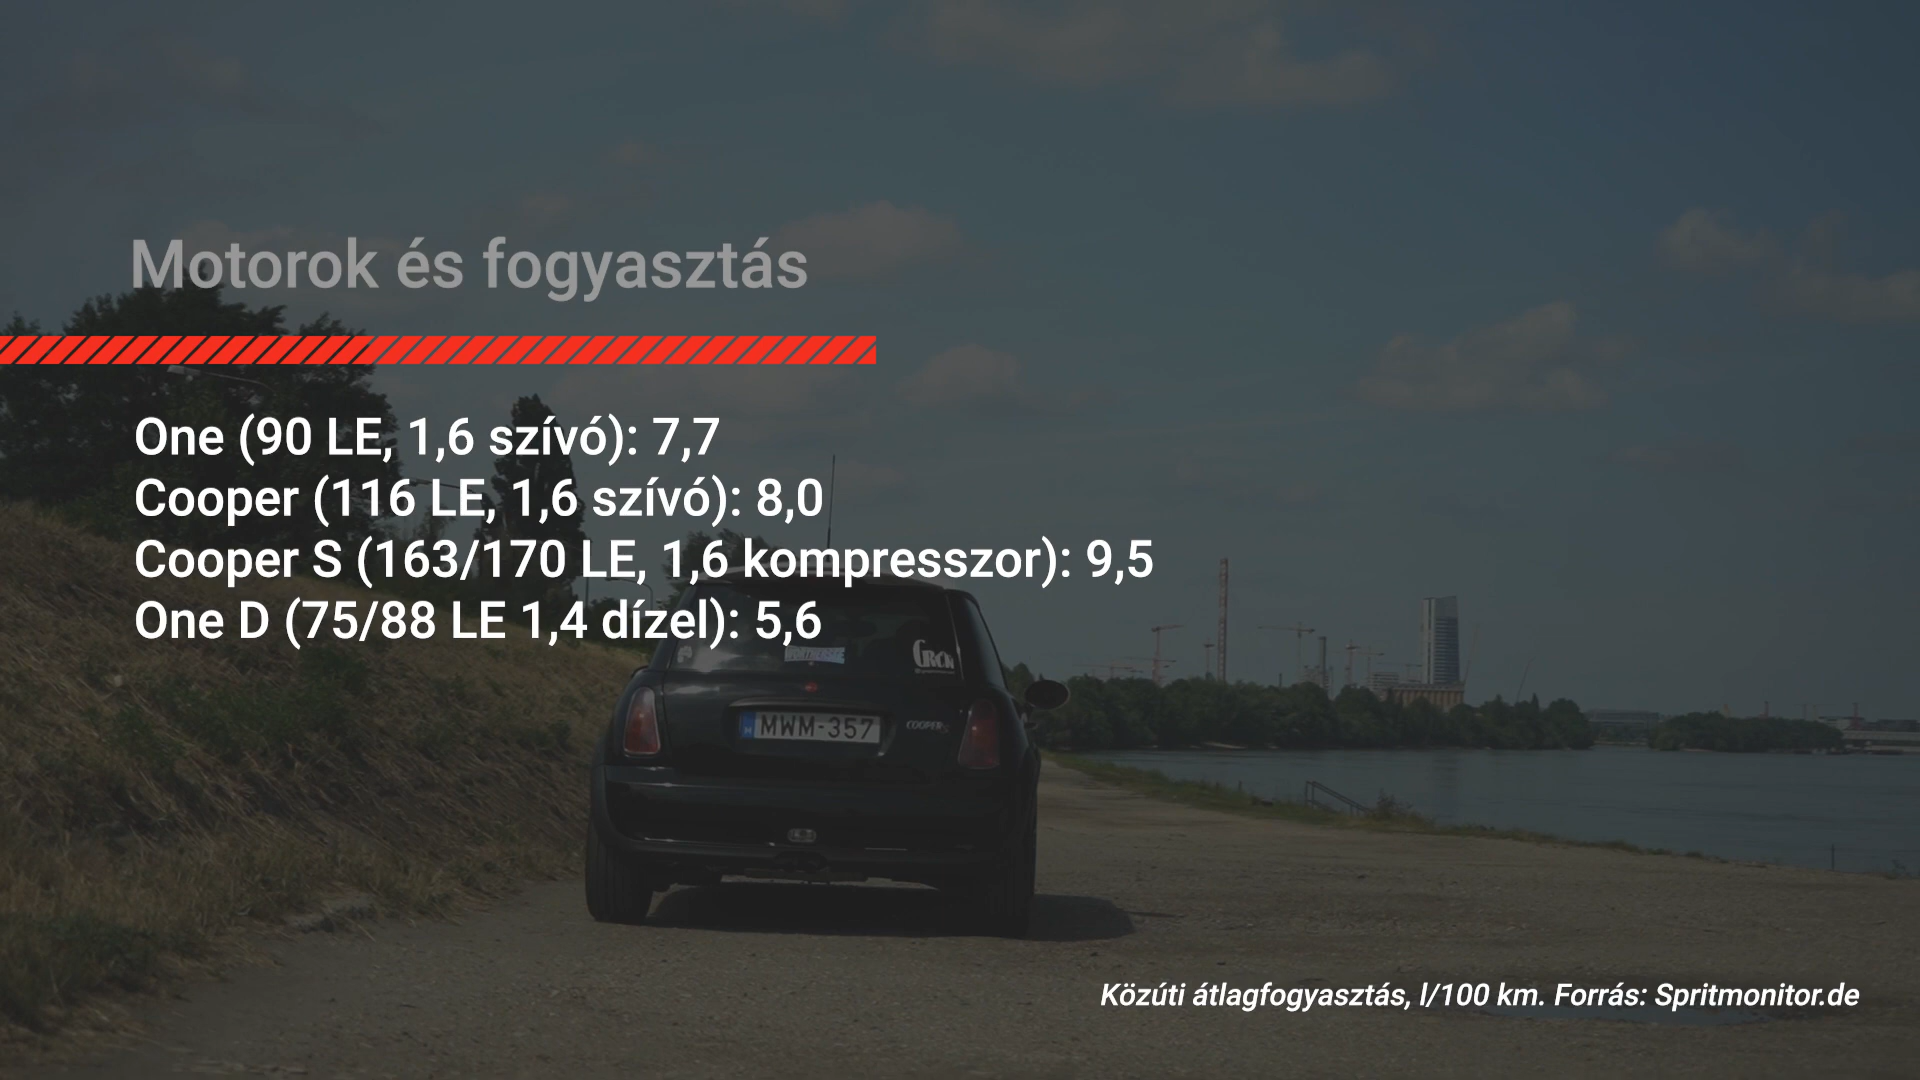 Motorok és fogyasztás
One (90 LE, 1,6 szívó): 7,7
Cooper (116 LE, 1,6 szívó): 8,0
Cooper S (163/170 LE, 1,6 kompresszor): 9,5
One D (75/88 LE 1,4 dízel): 5,6
MWM-357
COOPER S
Közúti átlagfogyasztás, l/100 km. Forrás: Spritmonitor.de